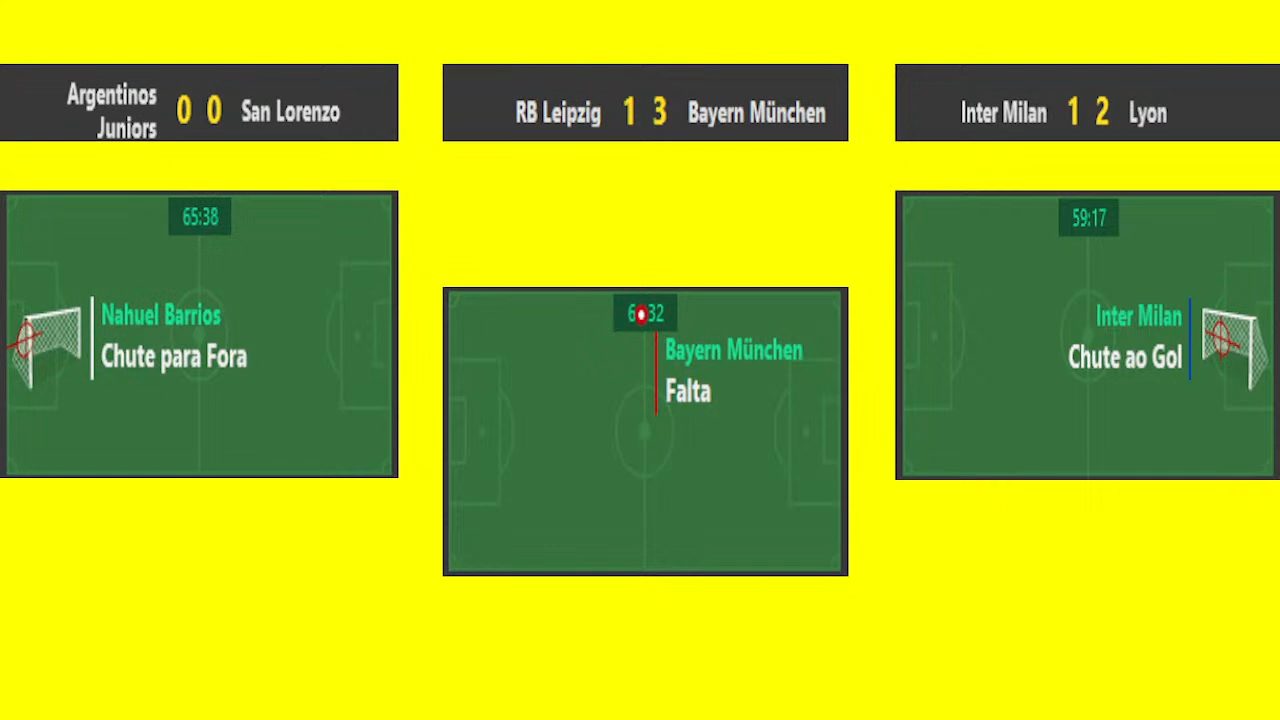 Argentinos
Juniors
0 0
San Lorenzo
RB Leipzig
1 3
Bayern München
Inter Milan
1 2
Lyon
65:38
Nahuel Barrios
Chute para Fora
Bayern München
Falta
59:17
Inter Milan
Chute ao Gol